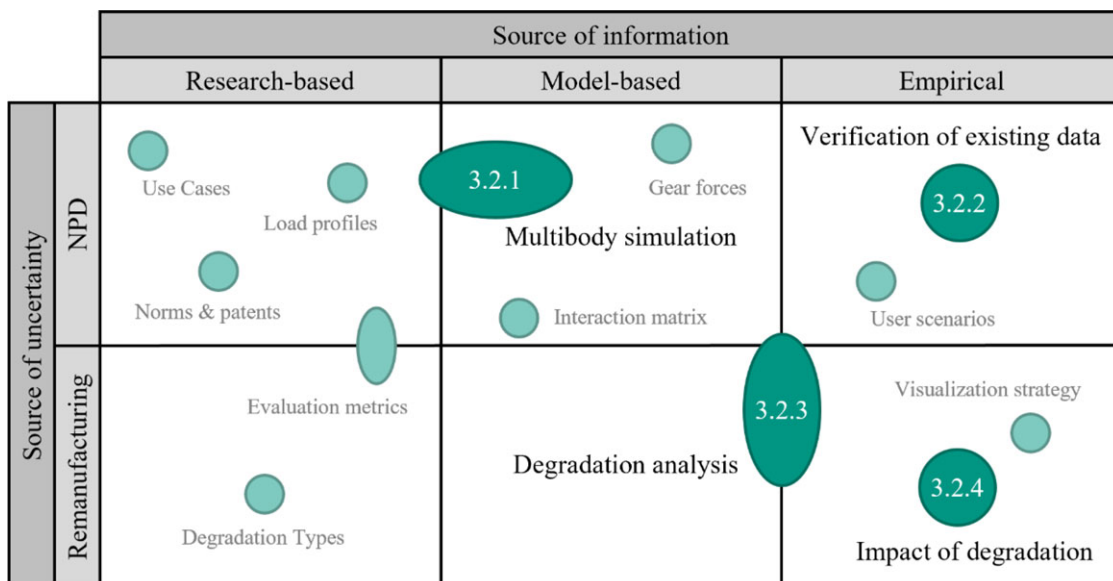 Source of information
Research-based
Model-based
Empirical
Source of uncertainty
NPD
Use Cases
Load profiles
Norms & patents
3.2.1
Gear forces
Multibody simulation
Interaction matrix
Verification of existing data
3.2.2
User scenarios
Remanufacturing
Evaluation metrics
Degradation Types
Degradation analysis
3.2.3
Visualization strategy
3.2.4
Impact of degradation